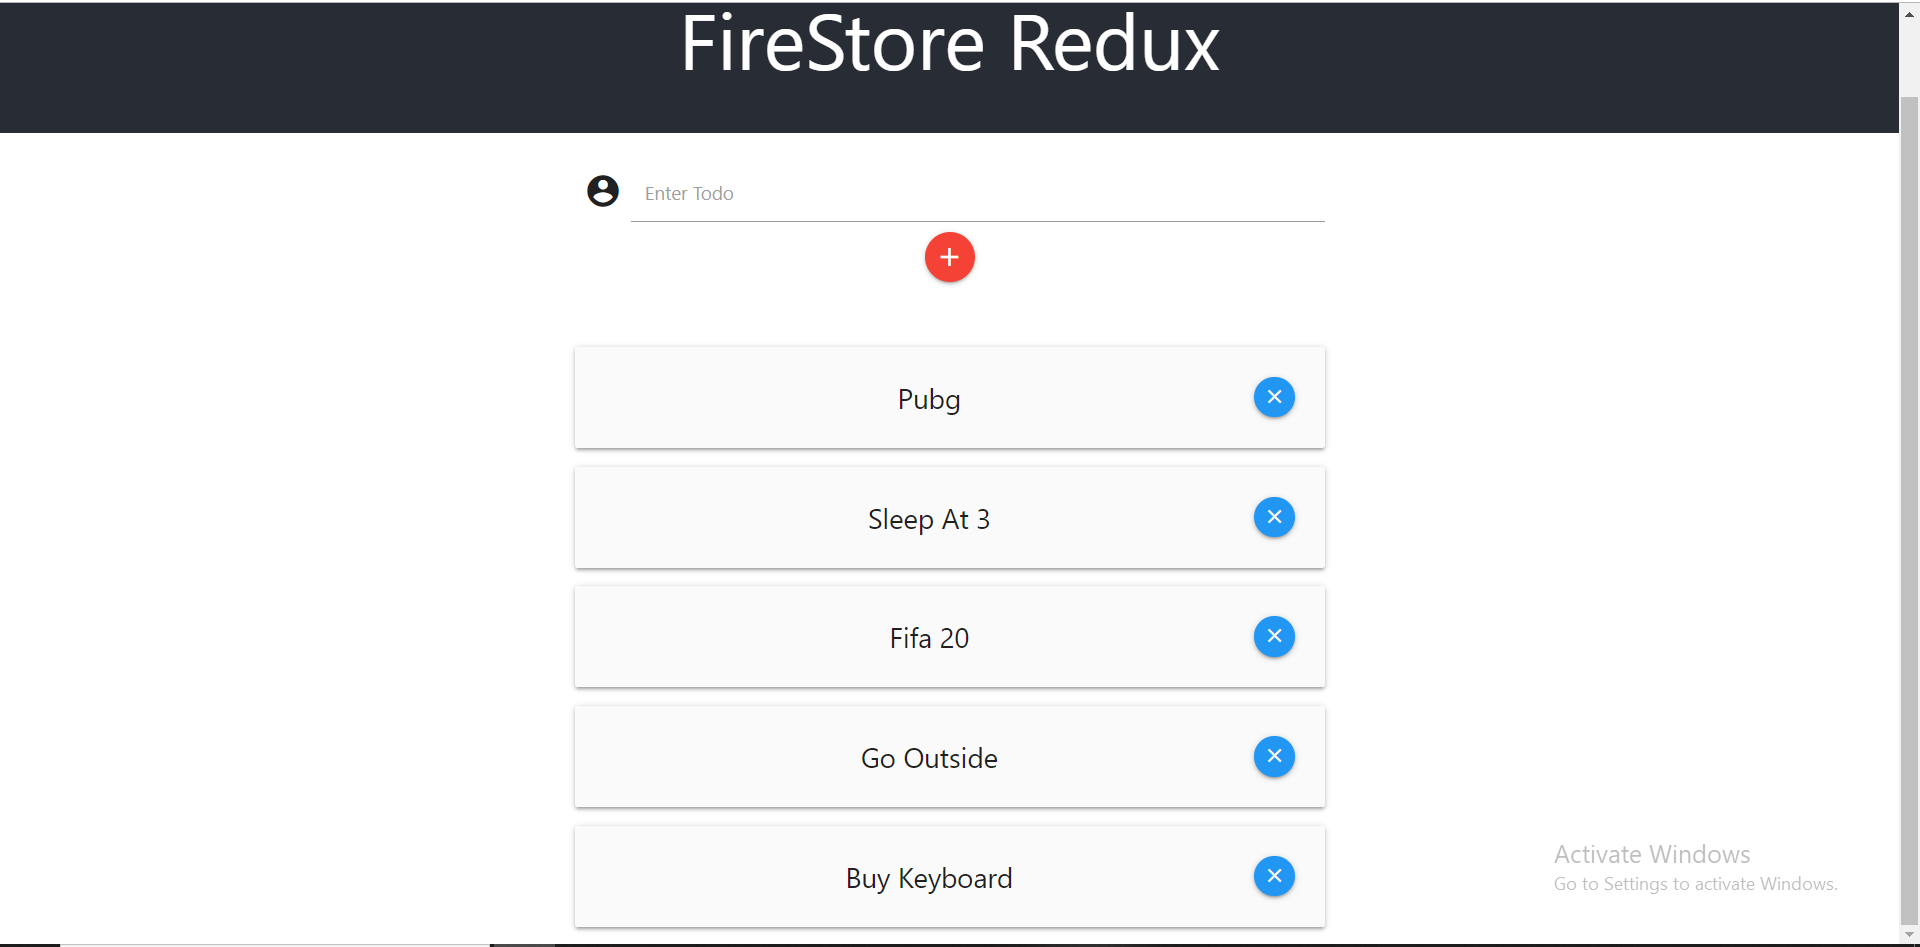 FireStore Redux
Enter Todo
Pubg
Sleep At 3
Fifa 20
Go Outside
Buy Keyboard
Activate Windows
Go to Settings to activate Windows.